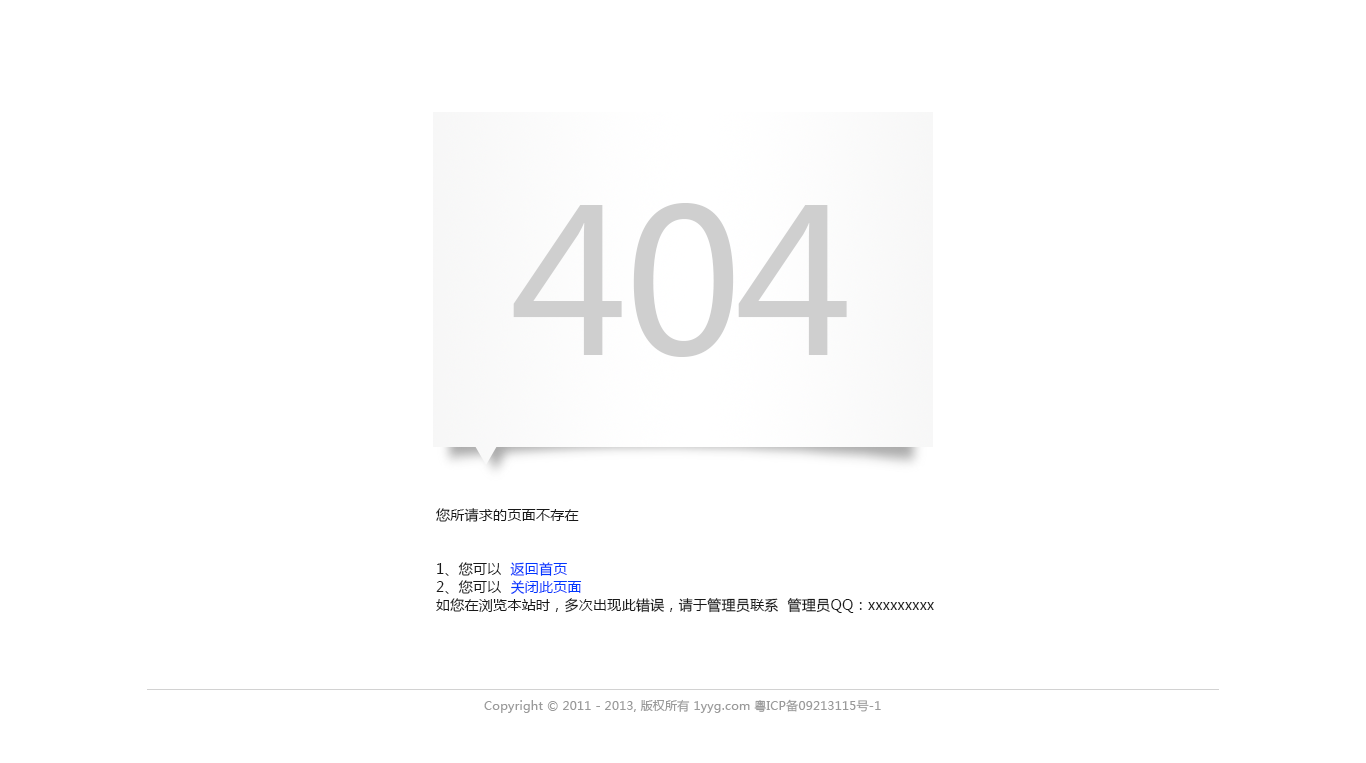 404
您所请求的页面不存在
1、您可以 返回首页
2、您可以 关闭此页面
如您在浏览本站时，多次出现此错误，请于管理员联系 管理员QQ：xxxxxxxxx
Copyright © 2011 - 2013, 版权所有 1yyg.com 粤ICP备09213115号-1